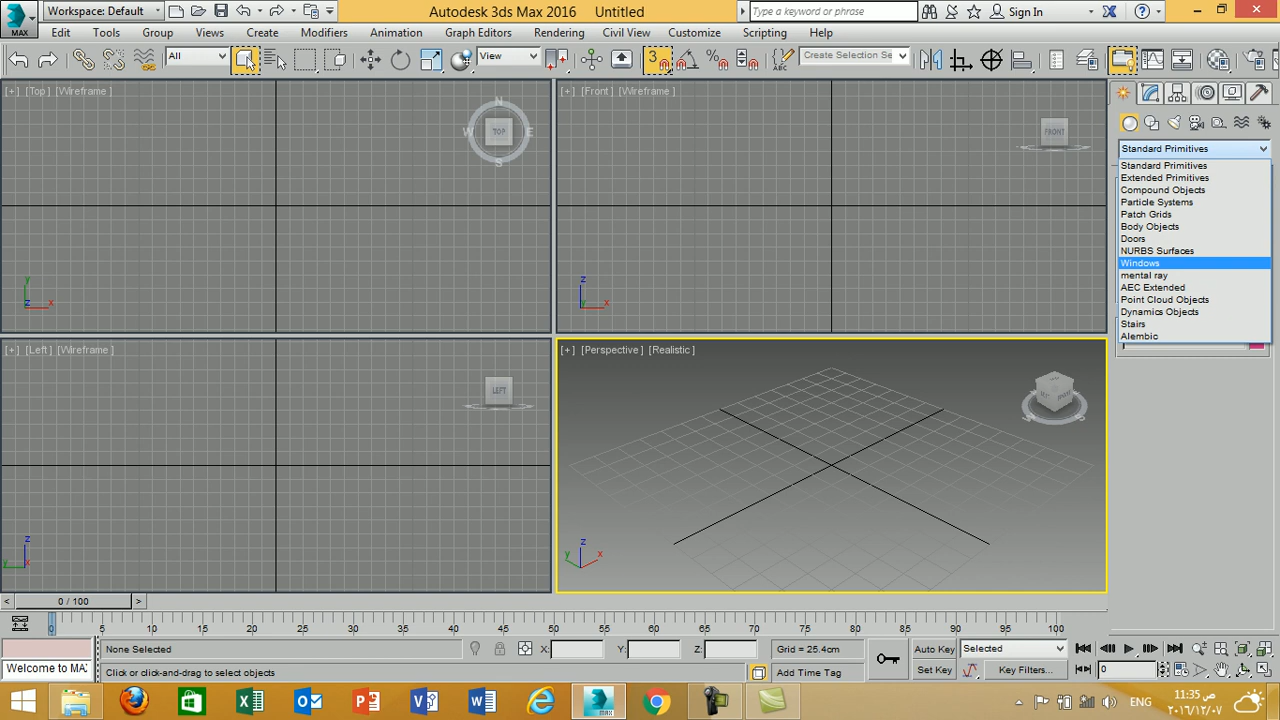 MAX
Workspace: Default
Autodesk 3ds Max 2016 Untitled
Type a keyword or phrase
Sign In
Edit Tools Group Views Create Modifiers Animation Graph Editors Rendering Civil View Customize Scripting Help
All
View
3
Create Selection Se
[+] [Top] [Wireframe]
N
W TOP E
S
y
z x
[+] [Front] [Wireframe]
FRONT
z
x
Standard Primitives
Standard Primitives
Extended Primitives
Compound Objects
Particle Systems
Patch Grids
Body Objects
Doors
NURBS Surfaces
Windows
mental ray
AEC Extended
Point Cloud Objects
Dynamics Objects
Stairs
Alembic
[+] [Left] [Wireframe]
LEFT
z
y x
[+] [Perspective] [Realistic]
z
y x
< 0 / 100 >
0 5 10 15 20 25 30 35 40 45 50 55 60 65 70 75 80 85 90 95 100
None Selected
X: Y: Z:
Grid = 25.4cm
Auto Key
Selected
Welcome to MAX
Click or click-and-drag to select objects
Add Time Tag
Set Key
Key Filters...
0
ENG
11:35 ص
٢٠١٦/١٢/٠٧